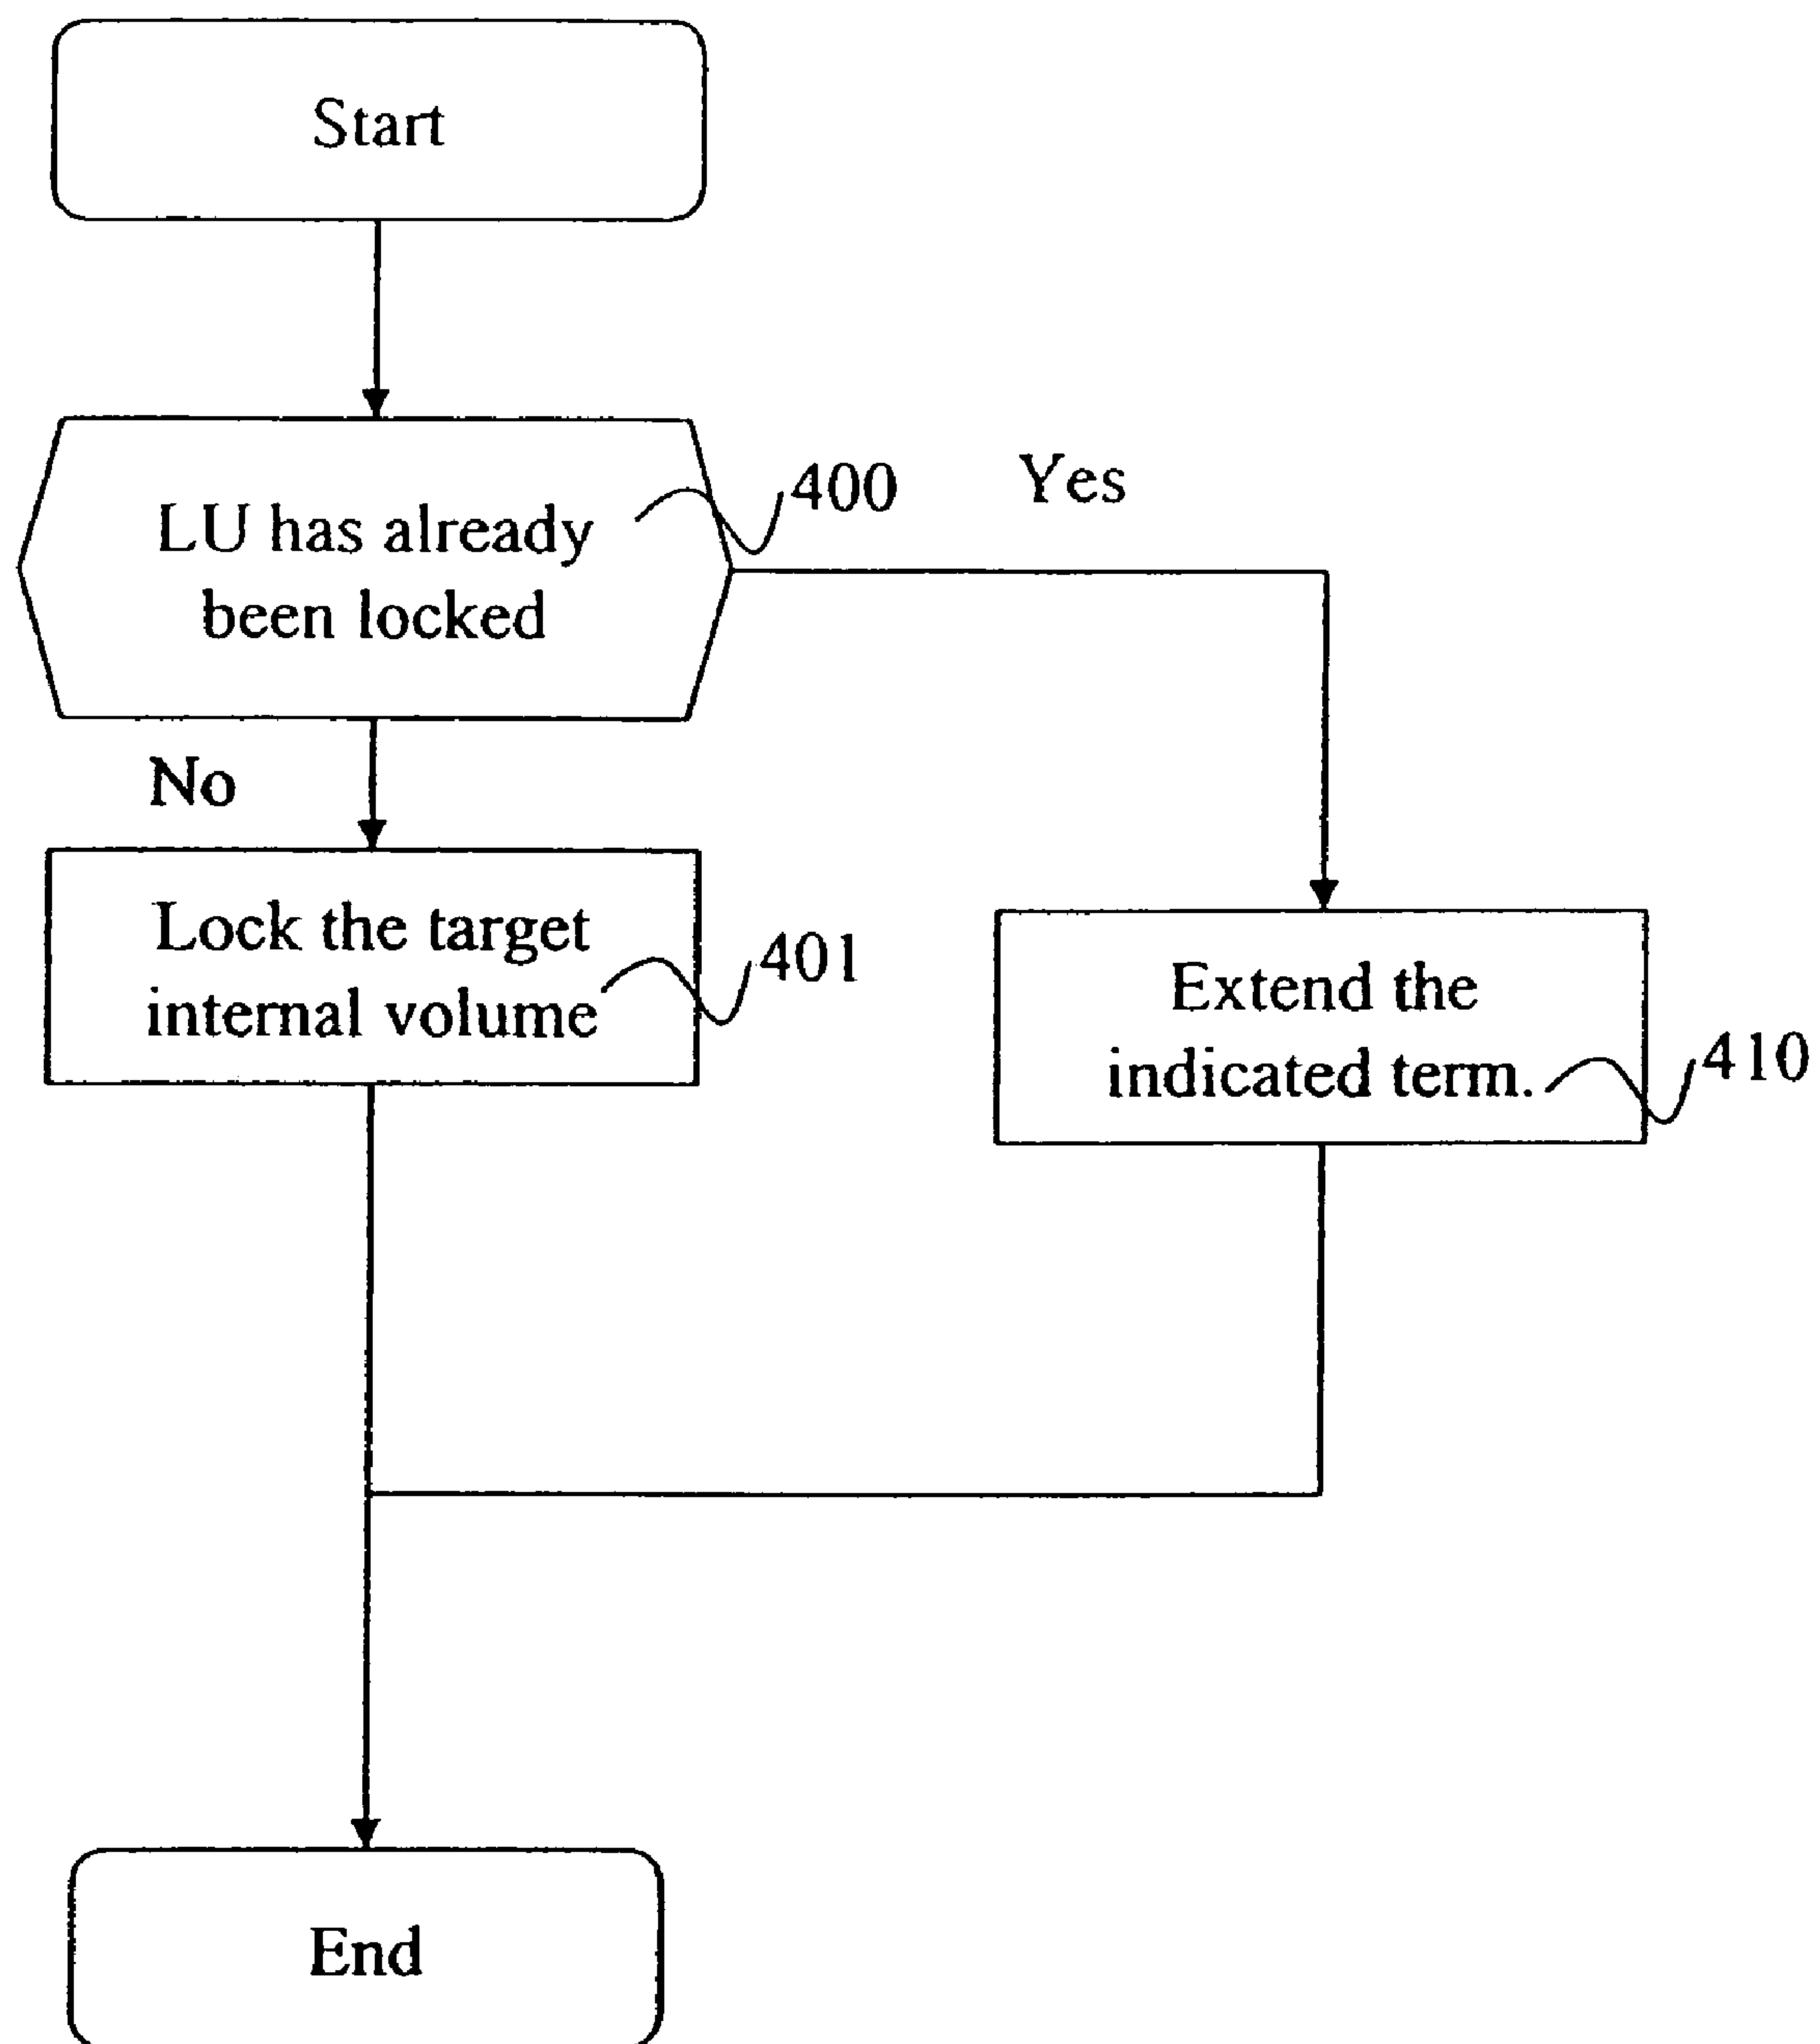 Start
LU has already
been locked
400
Yes
No
Lock the target
internal volume
401
Extend the
indicated term.
410
End